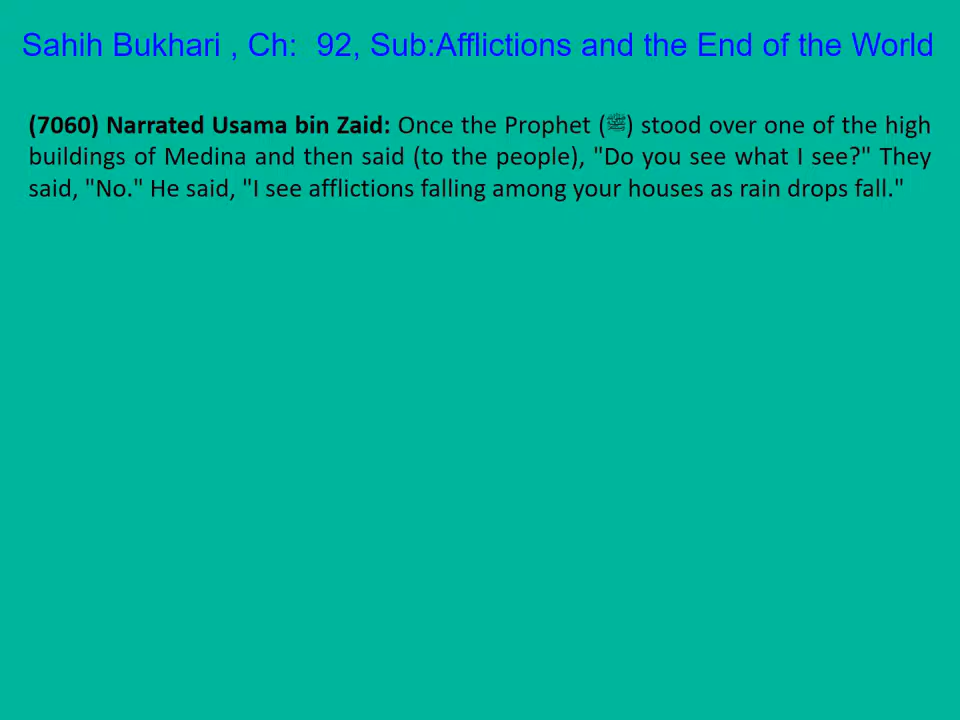 Sahih Bukhari , Ch:  92, Sub:Afflictions and the End of the World
(7060) Narrated Usama bin Zaid: Once the Prophet (ﷺ) stood over one of the high
buildings of Medina and then said (to the people), "Do you see what I see?" They
said, "No." He said, "I see afflictions falling among your houses as rain drops fall."